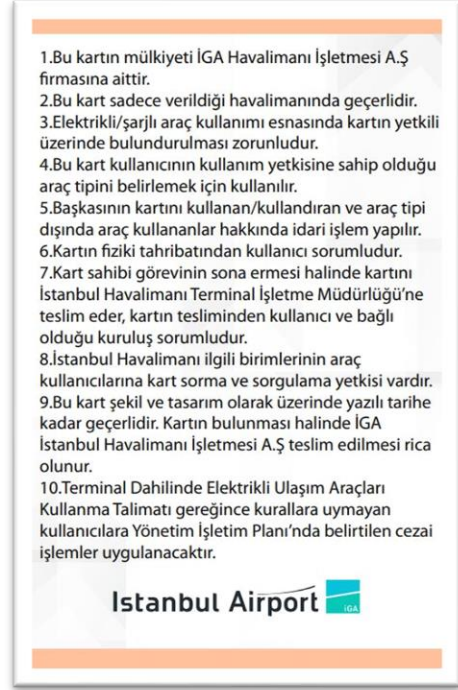 1.Bu kartın mülkiyeti İGA Havalimanı İşletmesi A.Ş
firmasına aittir.
2.Bu kart sadece verildiği havalimanında geçerlidir.
3.Elektrikli/şarjlı araç kullanımı esnasında kartın yetkili
üzerinde bulundurulması zorunludur.
4.Bu kart kullanıcının kullanım yetkisine sahip olduğu
araç tipini belirlemek için kullanılır.
5.Başkasının kartını kullanan/kullandıran ve araç tipi
dışında araç kullananlar hakkında idari işlem yapılır.
6.Kartın fiziki tahribatından kullanıcı sorumludur.
7.Kart sahibi görevinin sona ermesi halinde kartını
İstanbul Havalimanı Terminal İşletme Müdürlüğü’ne
teslim eder, kartın tesliminden kullanıcı ve bağlı
olduğu kuruluş sorumludur.
8.İstanbul Havalimanı ilgili birimlerinin araç
kullanıcılarına kart sorma ve sorgulama yetkisi vardır.
9.Bu kart şekil ve tasarım olarak üzerinde yazılı tarihe
kadar geçerlidir. Kartın bulunması halinde İGA
İstanbul Havalimanı İşletmesi A.Ş teslim edilmesi rica
olunur.
10.Terminal Dahilinde Elektrikli Ulaşım Araçları
Kullanma Talimatı gereğince kurallara uymayan
kullanıcılara Yönetim İşletim Planı’nda belirtilen cezai
işlemler uygulanacaktır.
Istanbul Airport
iGA